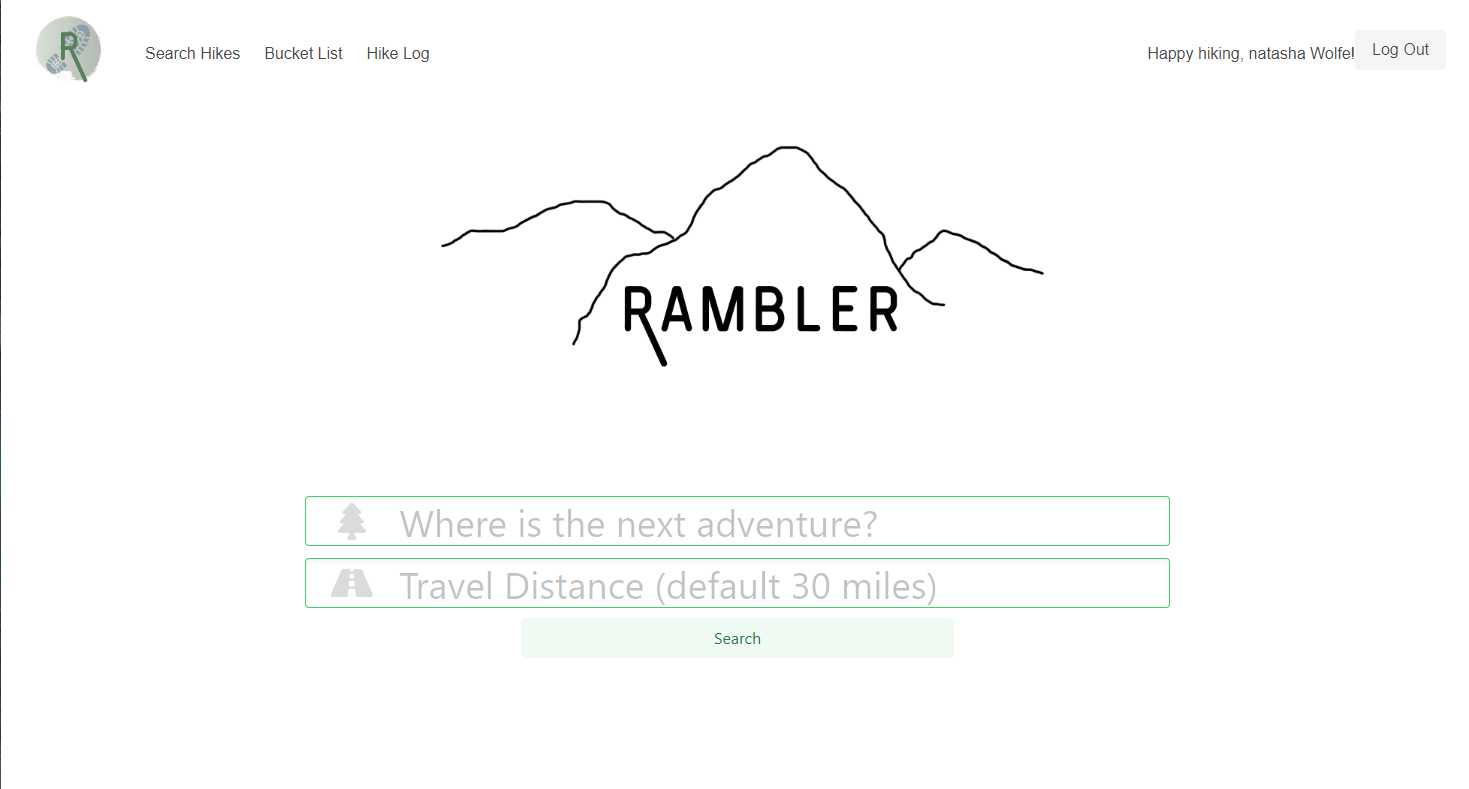 R
Search Hikes Bucket List Hike Log Happy hiking, natasha Wolfe! Log Out
RAMBLER
Where is the next adventure?
Travel Distance (default 30 miles)
Search